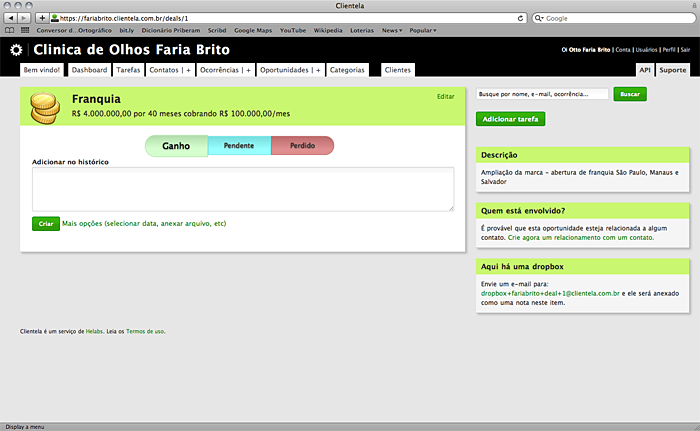 Clientela
https://fariabrito.clientela.com.br/deals/1
Google
Conversor d...Ortográfico bit.ly Dicionário Priberam Scribd Google Maps YouTube Wikipedia Loterias News Popular
Clinica de Olhos Faria Brito
Oi Otto Faria Brito | Conta | Usuários | Perfil | Sair
Bem vindo! Dashboard Tarefas Contatos | + Ocorrências | + Oportunidades | + Categorias Clientes API Suporte
Franquia
Editar
R$ 4.000.000,00 por 40 meses cobrando R$ 100.000,00/mes
Ganho Pendente Perdido
Adicionar no histórico
Criar Mais opções (selecionar data, anexar arquivo, etc)
Busque por nome, e-mail, ocorrência... Buscar
Adicionar tarefa
Descrição
Ampliação da marca - abertura de franquia São Paulo, Manaus e
Salvador
Quem está envolvido?
É provável que esta oportunidade esteja relacionada a algum
contato. Crie agora um relacionamento com um contato.
Aqui há uma dropbox
Envie um e-mail para:
dropbox+fariabrito+deal+1@clientela.com.br e ele será anexado
como uma nota neste item.
Clientela é um serviço de Helabs. Leia os Termos de uso.
Display a menu